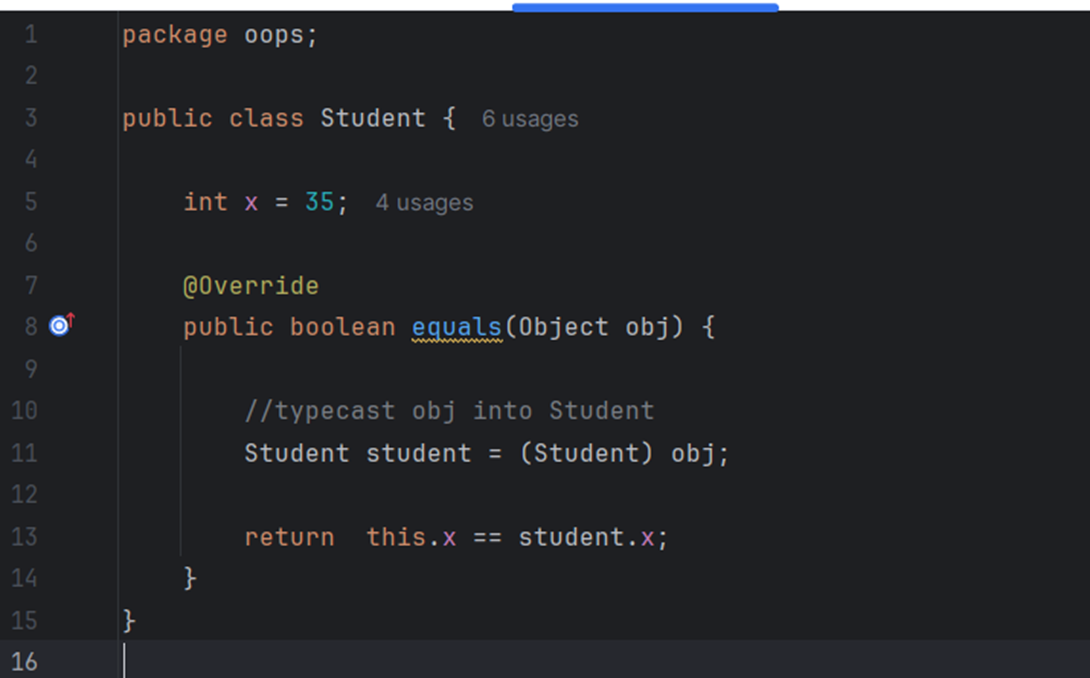 1 package oops;
2
3 public class Student { 6 usages
4
5 int x = 35; 4 usages
6
7 @Override
8 public boolean equals(Object obj) {
9
10 //typecast obj into Student
11 Student student = (Student) obj;
12
13 return  this.x == student.x;
14 }
15 }
16